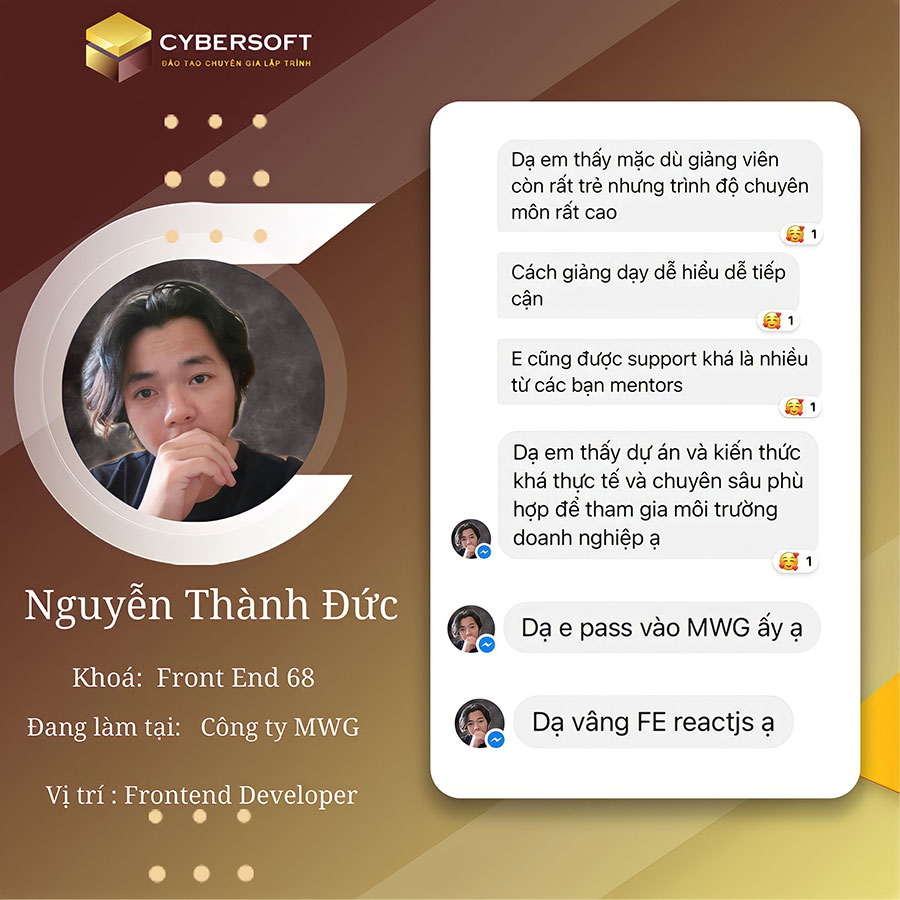 CYBERSOFT
ĐÀO TẠO CHUYÊN GIA LẬP TRÌNH
Nguyễn Thành Đức
Khoá: Front End 68
Đang làm tại: Công ty MWG
Vị trí : Frontend Developer
Dạ em thấy mặc dù giảng viên
còn rất trẻ nhưng trình độ chuyên
môn rất cao
1
Cách giảng dạy dễ hiểu dễ tiếp
cận
1
E cũng được support khá là nhiều
từ các bạn mentors
1
Dạ em thấy dự án và kiến thức
khá thực tế và chuyên sâu phù
hợp để tham gia môi trường
doanh nghiệp ạ
1
Dạ e pass vào MWG ấy ạ
Dạ vâng FE reactjs ạ